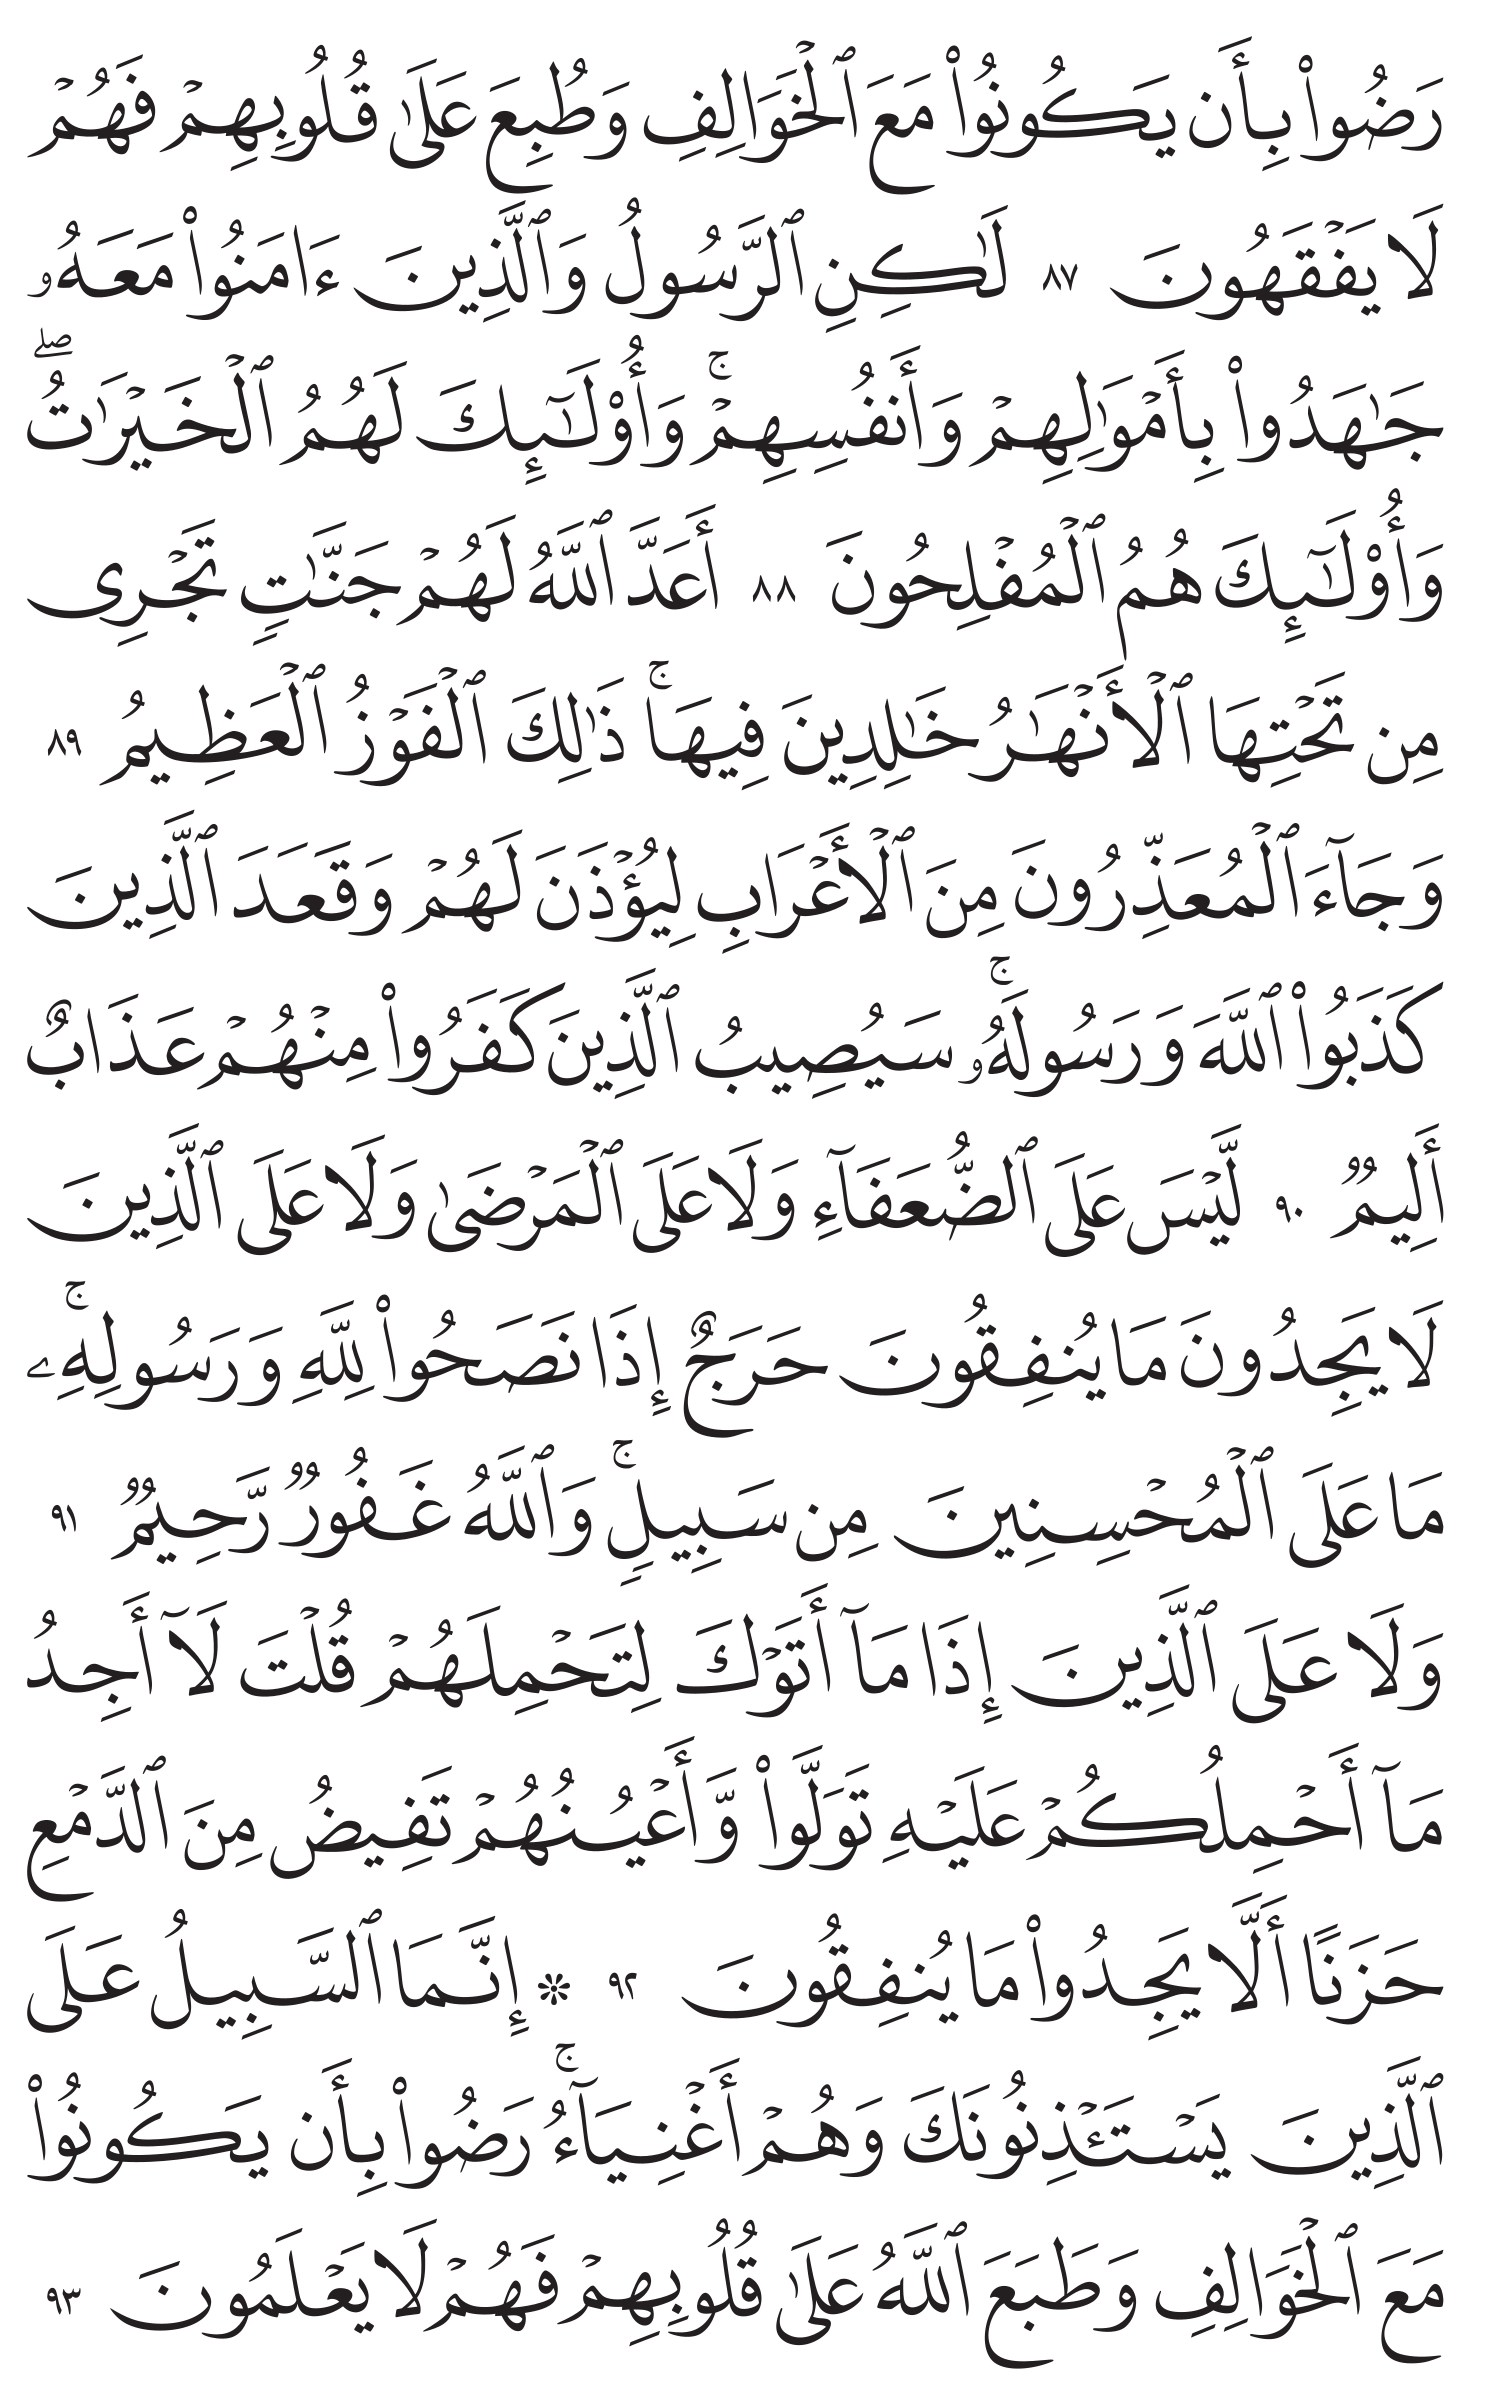 رَضُواْ بِأَن يَكُونُواْ مَعَ ٱلۡخَوَالِفِ وَطُبِعَ عَلَىٰ قُلُوبِهِمۡ فَهُمۡ
لَا يَفۡقَهُونَ ٨٧ لَٰكِنِ ٱلرَّسُولُ وَٱلَّذِينَ ءَامَنُواْ مَعَهُۥ
جَٰهَدُواْ بِأَمۡوَٰلِهِمۡ وَأَنفُسِهِمۡۚ وَأُوْلَٰٓئِكَ لَهُمُ ٱلۡخَيۡرَٰتُۖ
وَأُوْلَٰٓئِكَ هُمُ ٱلۡمُفۡلِحُونَ ٨٨ أَعَدَّ ٱللَّهُ لَهُمۡ جَنَّٰتٖ تَجۡرِي
مِن تَحۡتِهَا ٱلۡأَنۡهَٰرُ خَٰلِدِينَ فِيهَاۚ ذَٰلِكَ ٱلۡفَوۡزُ ٱلۡعَظِيمُ ٨٩
وَجَآءَ ٱلۡمُعَذِّرُونَ مِنَ ٱلۡأَعۡرَابِ لِيُؤۡذَنَ لَهُمۡ وَقَعَدَ ٱلَّذِينَ
كَذَبُواْ ٱللَّهَ وَرَسُولَهُۥۚ سَيُصِيبُ ٱلَّذِينَ كَفَرُواْ مِنۡهُمۡ عَذَابٌ
أَلِيمٞ ٩٠ لَّيۡسَ عَلَى ٱلضُّعَفَآءِ وَلَا عَلَى ٱلۡمَرۡضَىٰ وَلَا عَلَى ٱلَّذِينَ
لَا يَجِدُونَ مَا يُنفِقُونَ حَرَجٌ إِذَا نَصَحُواْ لِلَّهِ وَرَسُولِهِۦۚ
مَا عَلَى ٱلۡمُحۡسِنِينَ مِن سَبِيلٖۚ وَٱللَّهُ غَفُورٞ رَّحِيمٞ ٩١
وَلَا عَلَى ٱلَّذِينَ إِذَا مَآ أَتَوۡكَ لِتَحۡمِلَهُمۡ قُلۡتَ لَآ أَجِدُ
مَآ أَحۡمِلُكُمۡ عَلَيۡهِ تَوَلَّواْ وَّأَعۡيُنُهُمۡ تَفِيضُ مِنَ ٱلدَّمۡعِ
حَزَنًا أَلَّا يَجِدُواْ مَا يُنفِقُونَ ٩٢ ۞ إِنَّمَا ٱلسَّبِيلُ عَلَى
ٱلَّذِينَ يَسۡتَـٔۡذِنُونَكَ وَهُمۡ أَغۡنِيَآءُۚ رَضُواْ بِأَن يَكُونُواْ
مَعَ ٱلۡخَوَالِفِ وَطَبَعَ ٱللَّهُ عَلَىٰ قُلُوبِهِمۡ فَهُمۡ لَا يَعۡلَمُونَ ٩٣